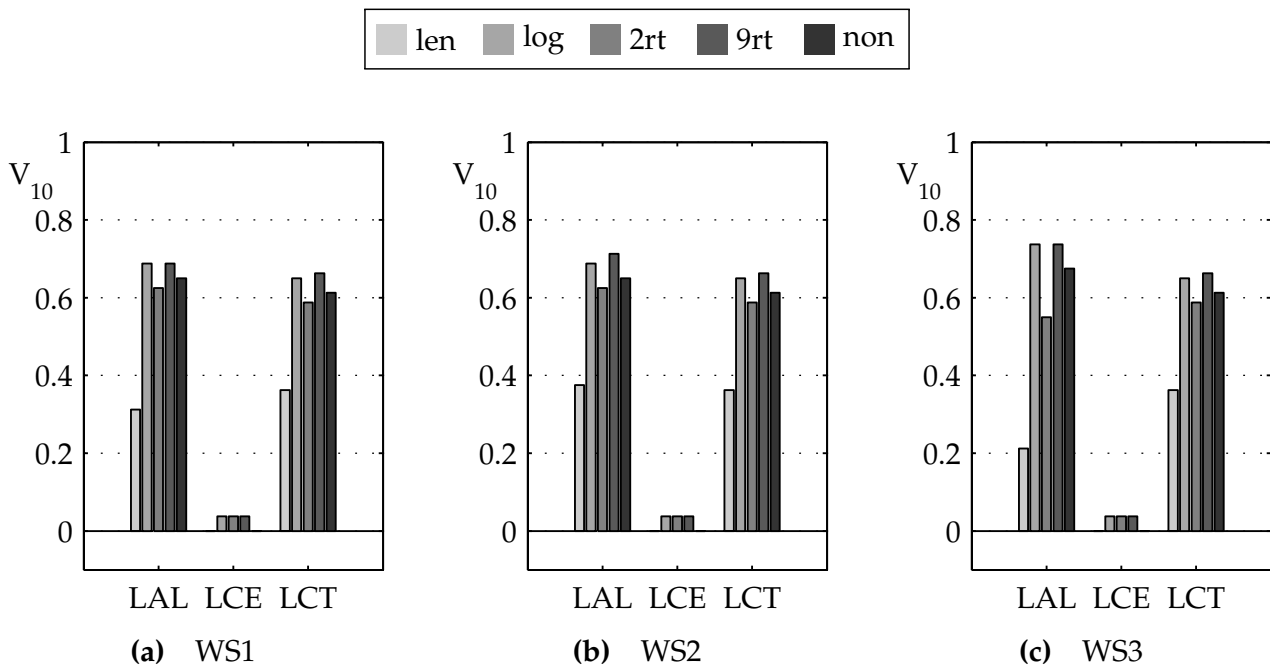 len log 2rt 9rt non
1 1 1
V10 V10 V10
0.8 0.8 0.8
0.6 0.6 0.6
0.4 0.4 0.4
0.2 0.2 0.2
0 0 0
LAL LCE LCT LAL LCE LCT LAL LCE LCT
(a) WS1 (b) WS2 (c) WS3